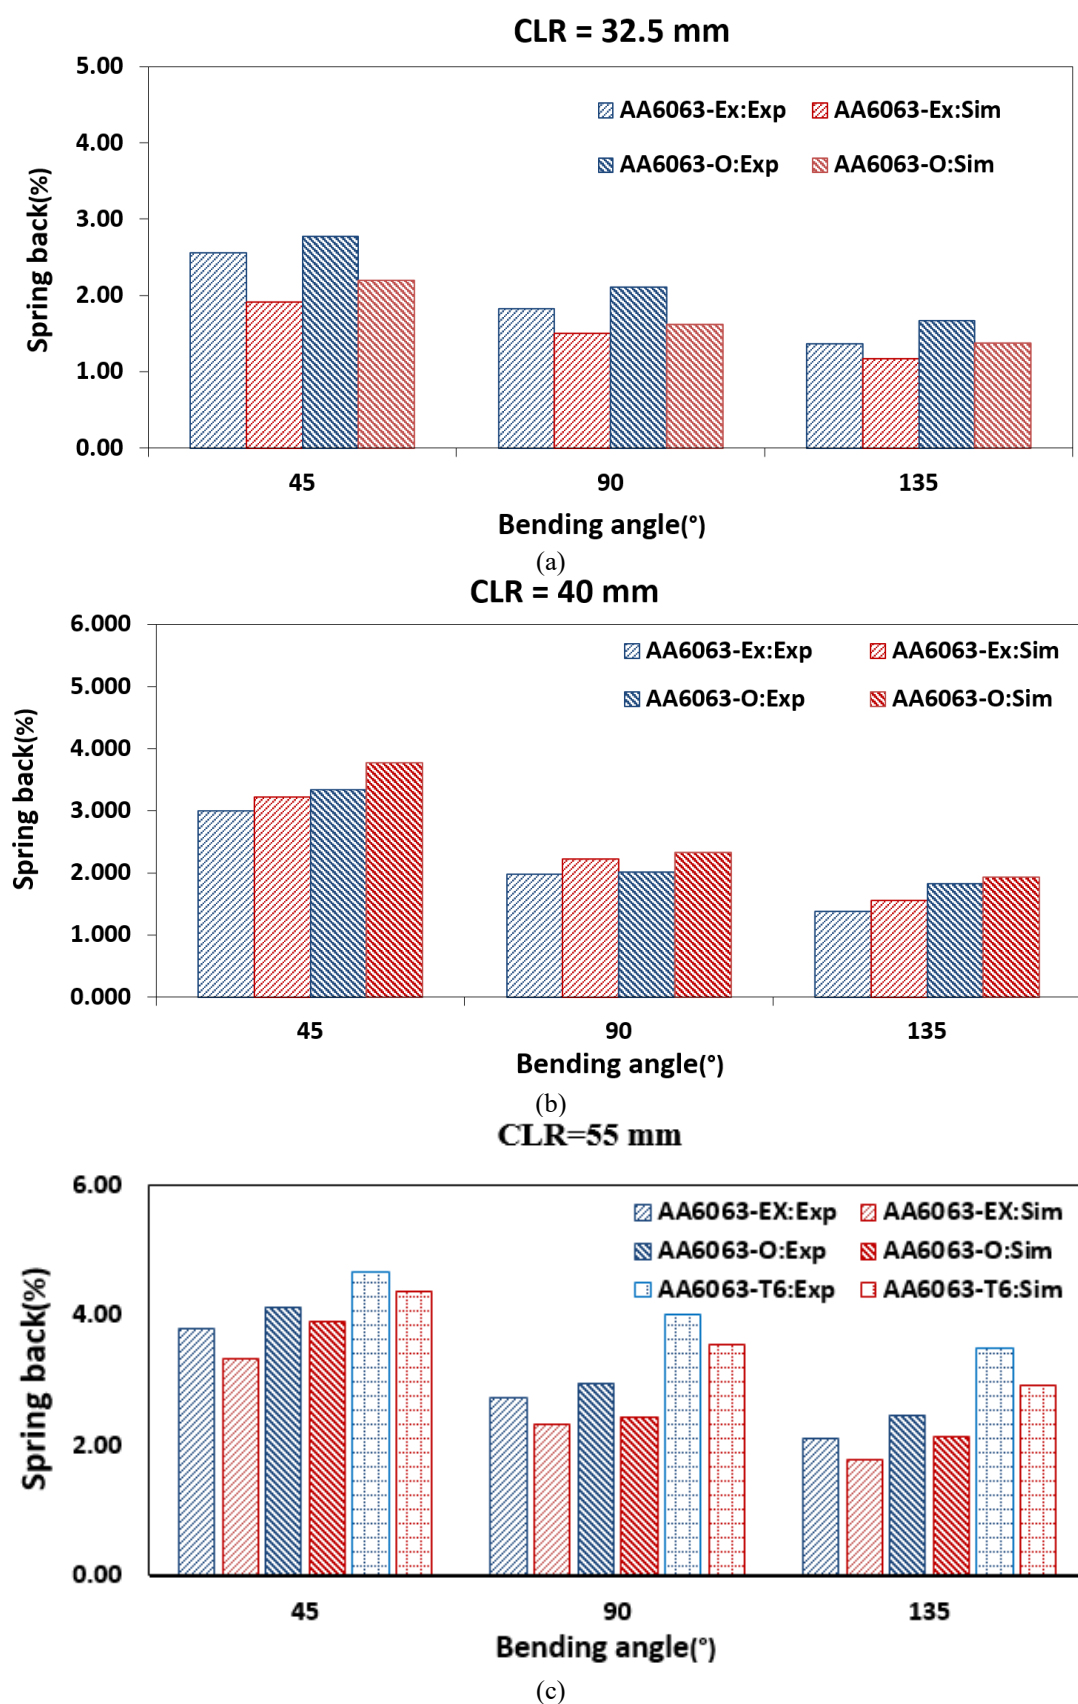 CLR = 32.5 mm
5.00
AA6063-Ex:Exp AA6063-Ex:Sim
4.00
AA6063-O:Exp AA6063-O:Sim
3.00
2.00
1.00
0.00
Spring back(%)
45 90 135
Bending angle(°)
(a)
CLR = 40 mm
6.000
AA6063-Ex:Exp AA6063-Ex:Sim
5.000
AA6063-O:Exp AA6063-O:Sim
4.000
3.000
2.000
1.000
0.000
Spring back(%)
45 90 135
Bending angle(°)
(b)
CLR=55 mm
6.00
AA6063-EX:Exp AA6063-EX:Sim
AA6063-O:Exp AA6063-O:Sim
AA6063-T6:Exp AA6063-T6:Sim
4.00
2.00
0.00
Spring back(%)
45 90 135
Bending angle(°)
(c)